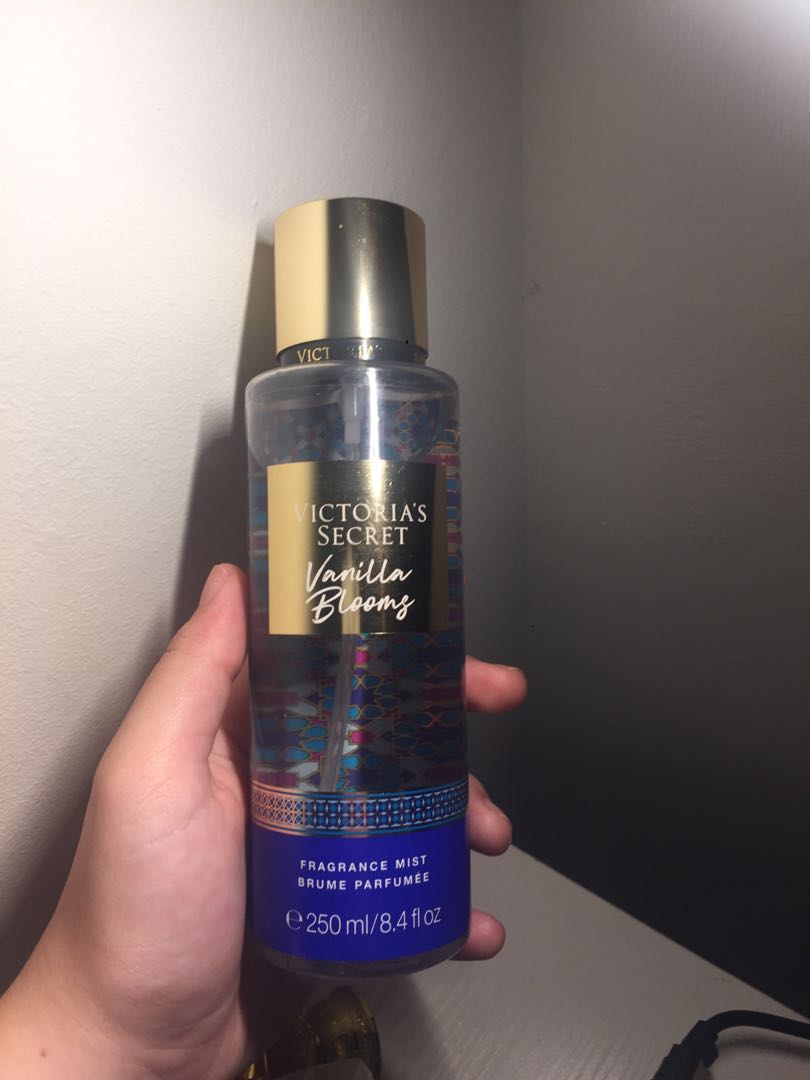 VICTORIA'S
SECRET
Vanilla
Blooms
FRAGRANCE MIST
BRUME PARFUMÉE
℮ 250 ml/8.4 fl oz